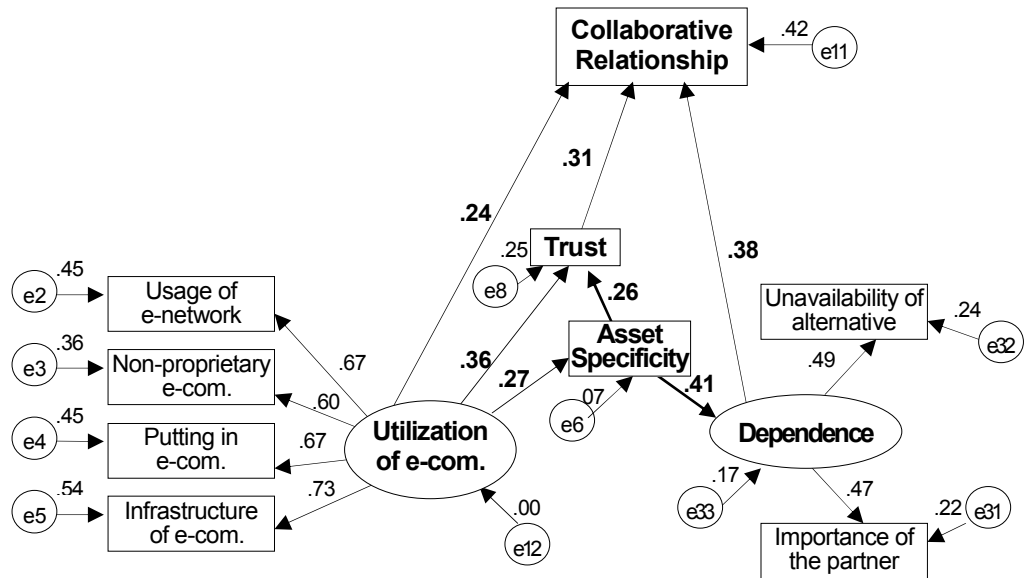 Collaborative
Relationship
.42
e11
.31
.24
.38
.25
Trust
e8
.26
.45
e2
Usage of
e-network
.67
.36
e3
Non-proprietary
e-com.
.60
.45
e4
Putting in
e-com.
.67
.54
e5
Infrastructure
of e-com.
.73
.36
.27
Asset
Specificity
.07
e6
.41
Utilization
of e-com.
.00
e12
Unavailability of
alternative
.24
e32
.49
Dependence
.17
e33
.47
.22
e31
Importance of
the partner